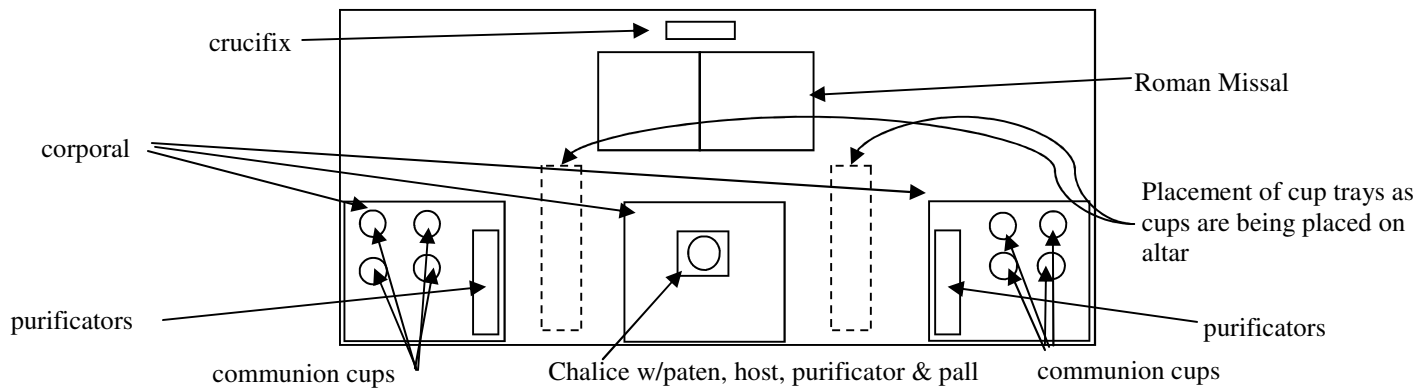 crucifix
Roman Missal
corporal
Placement of cup trays as
cups are being placed on
altar
purificators
purificators
communion cups
Chalice w/paten, host, purificator & pall
communion cups